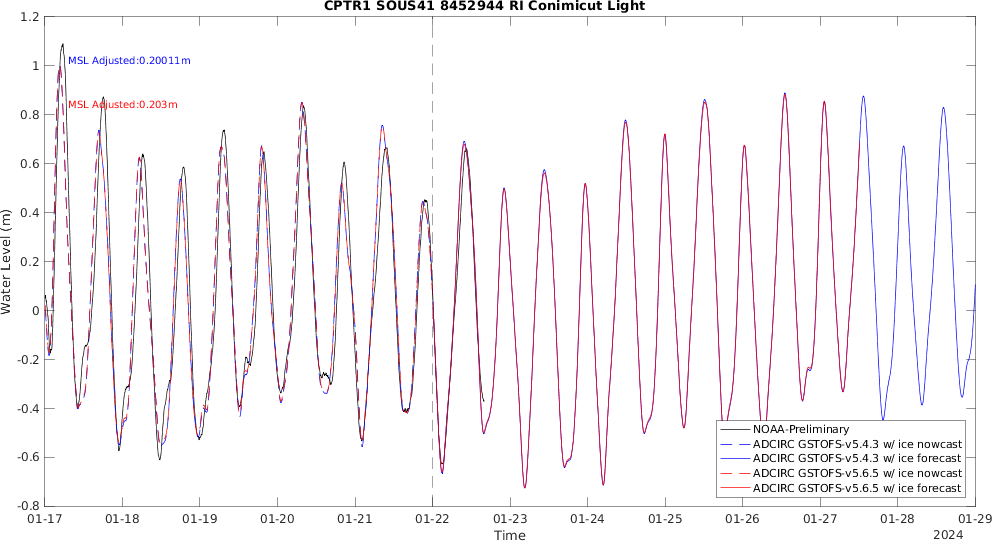 CPTR1 SOUS41 8452944 RI Conimicut Light
1.2
1
0.8
0.6
0.4
0.2
0
-0.2
-0.4
-0.6
-0.8
Water Level (m)
MSL Adjusted:0.20011m
MSL Adjusted:0.203m
NOAA-Preliminary
ADCIRC GSTOFS-v5.4.3 w/ ice nowcast
ADCIRC GSTOFS-v5.4.3 w/ ice forecast
ADCIRC GSTOFS-v5.6.5 w/ ice nowcast
ADCIRC GSTOFS-v5.6.5 w/ ice forecast
01-17 01-18 01-19 01-20 01-21 01-22 01-23 01-24 01-25 01-26 01-27 01-28 01-29
Time
2024